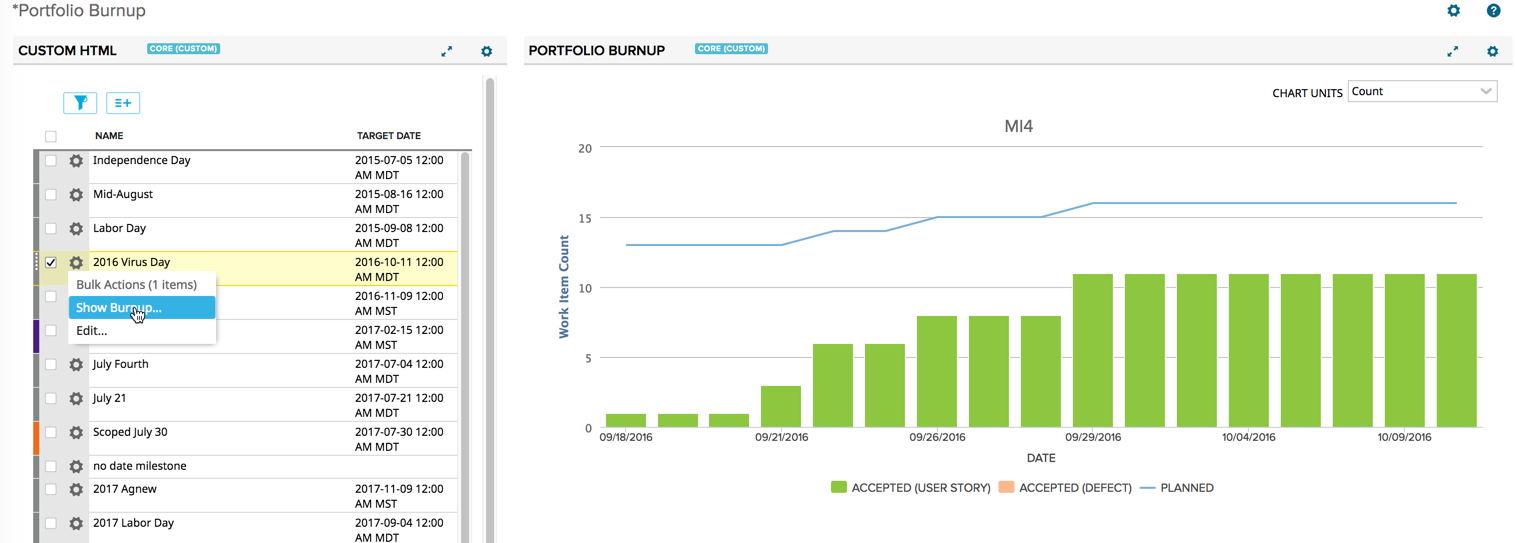 *Portfolio Burnup
CUSTOM HTML CORE (CUSTOM)
NAME TARGET DATE
Independence Day 2015-07-05 12:00
AM MDT
Mid-August 2015-08-16 12:00
AM MDT
Labor Day 2015-09-08 12:00
AM MDT
2016 Virus Day 2016-10-11 12:00
AM MDT
Bulk Actions (1 items)
2016-11-09 12:00
Show Burnup...
AM MST
Edit...
2017-02-15 12:00
AM MST
July Fourth 2017-07-04 12:00
AM MDT
July 21 2017-07-21 12:00
AM MDT
Scoped July 30 2017-07-30 12:00
AM MDT
no date milestone
2017 Agnew 2017-11-09 12:00
AM MST
2017 Labor Day 2017-09-04 12:00
AM MDT
PORTFOLIO BURNUP CORE (CUSTOM)
CHART UNITS Count
MI4
20
15
10
5
0
Work Item Count
09/18/2016 09/21/2016 09/26/2016 09/29/2016 10/04/2016 10/09/2016
DATE
ACCEPTED (USER STORY) ACCEPTED (DEFECT) PLANNED